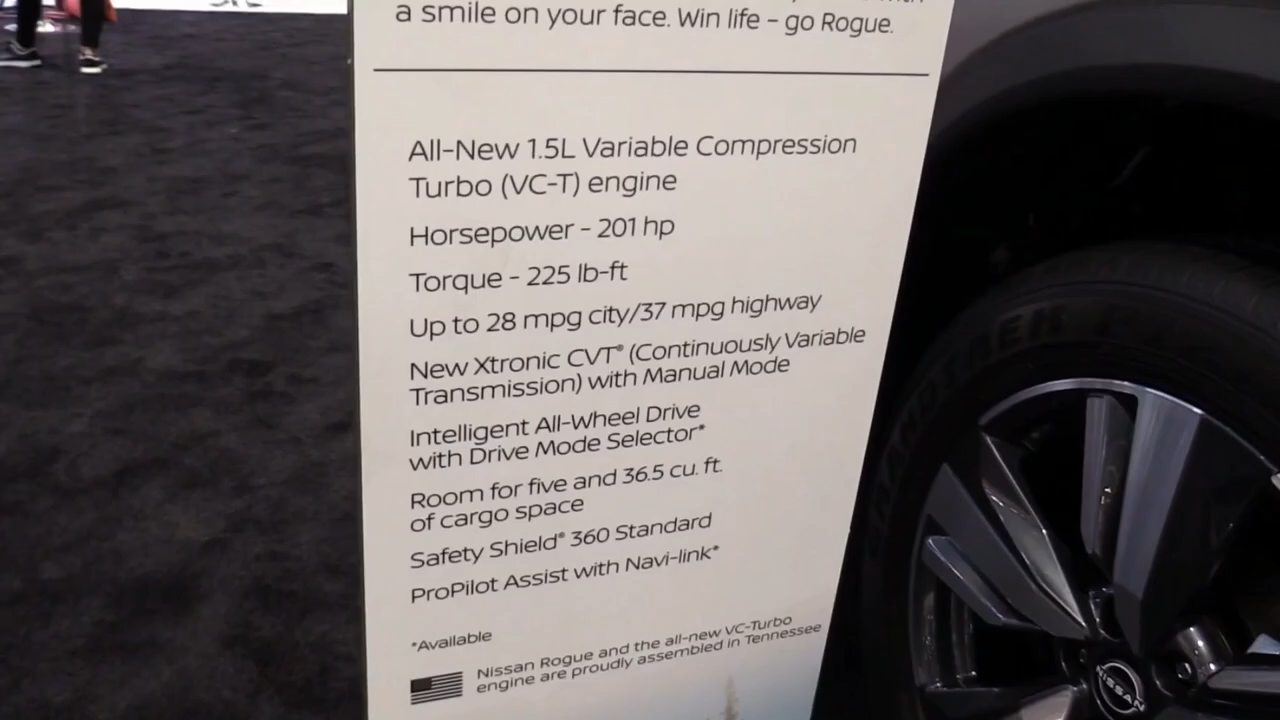 a smile on your face. Win life – go Rogue.
All-New 1.5L Variable Compression
Turbo (VC-T) engine
Horsepower - 201 hp
Torque - 225 lb-ft
Up to 28 mpg city/37 mpg highway
New Xtronic CVT® (Continuously Variable
Transmission) with Manual Mode
Intelligent All-Wheel Drive
with Drive Mode Selector*
Room for five and 36.5 cu. ft.
of cargo space
Safety Shield® 360 Standard
ProPilot Assist with Navi-link*
*Available
Nissan Rogue and the all-new VC-Turbo
engine are proudly assembled in Tennessee
NISSAN